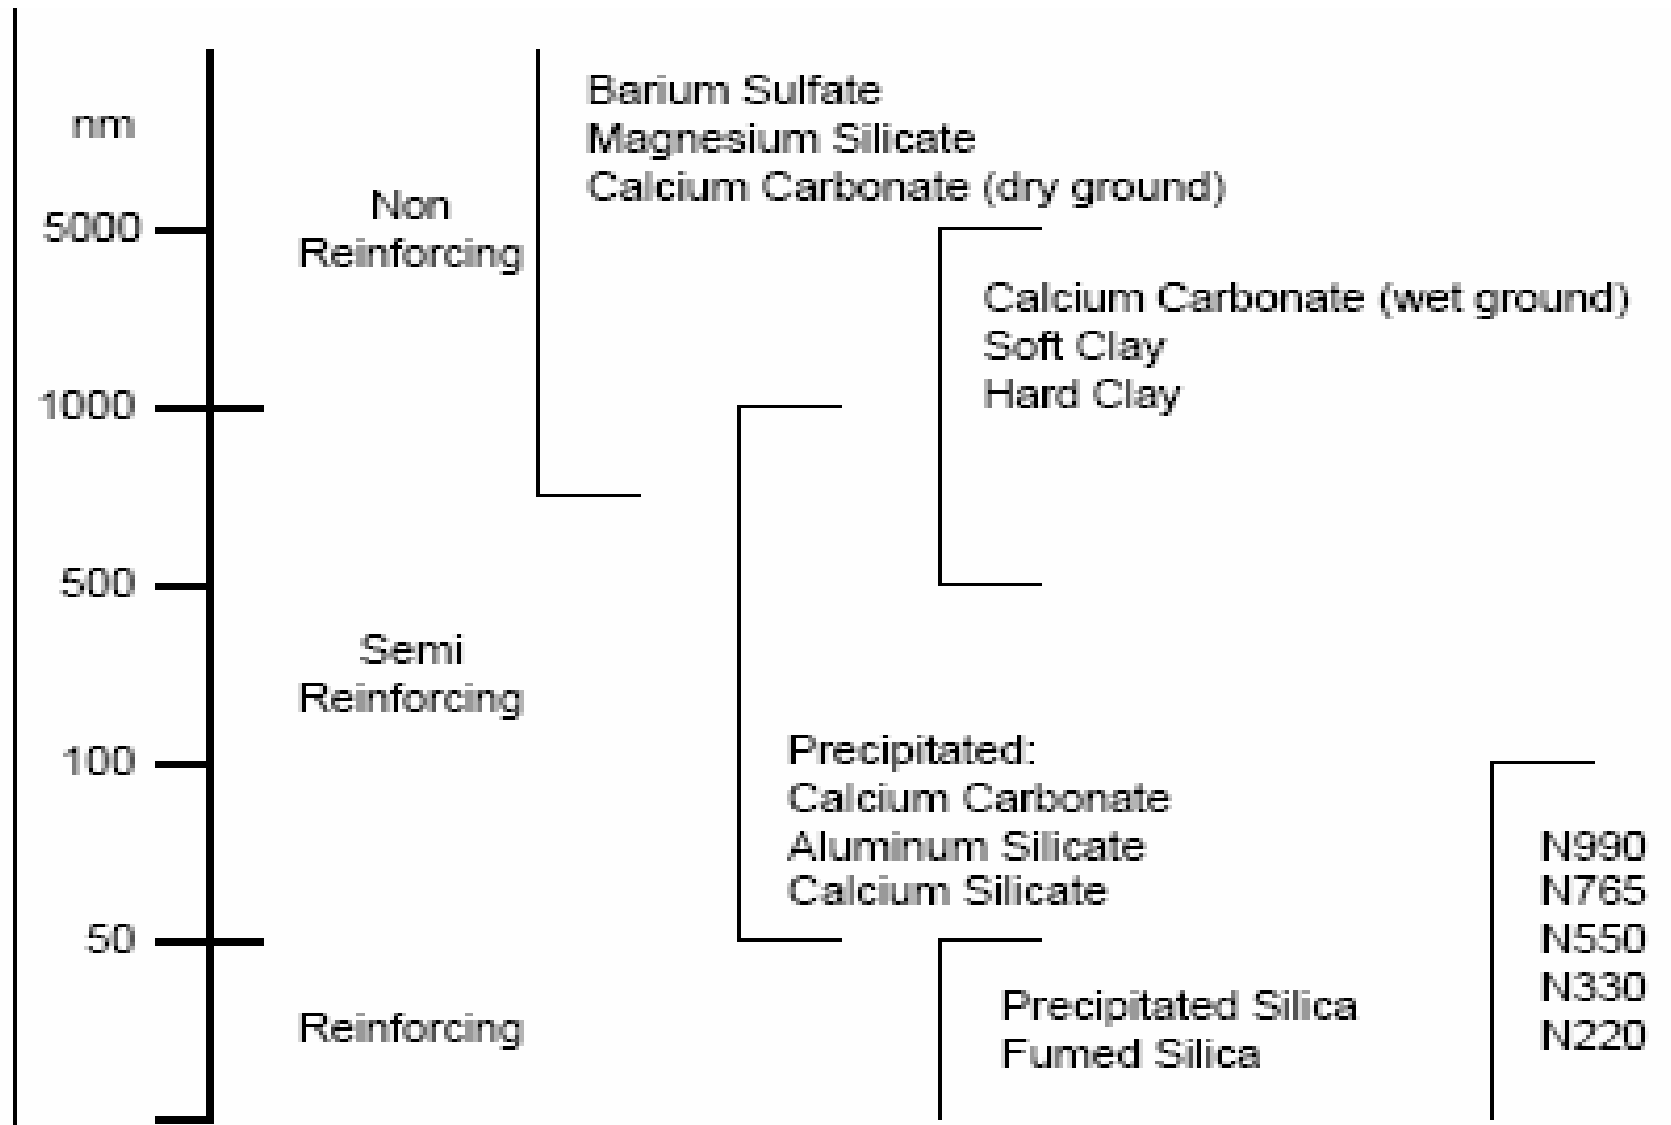 nm
5000
1000
500
100
50
Non
Reinforcing
Semi
Reinforcing
Reinforcing
Barium Sulfate
Magnesium Silicate
Calcium Carbonate (dry ground)
Calcium Carbonate (wet ground)
Soft Clay
Hard Clay
Precipitated:
Calcium Carbonate
Aluminum Silicate
Calcium Silicate
Precipitated Silica
Fumed Silica
N990
N765
N550
N330
N220